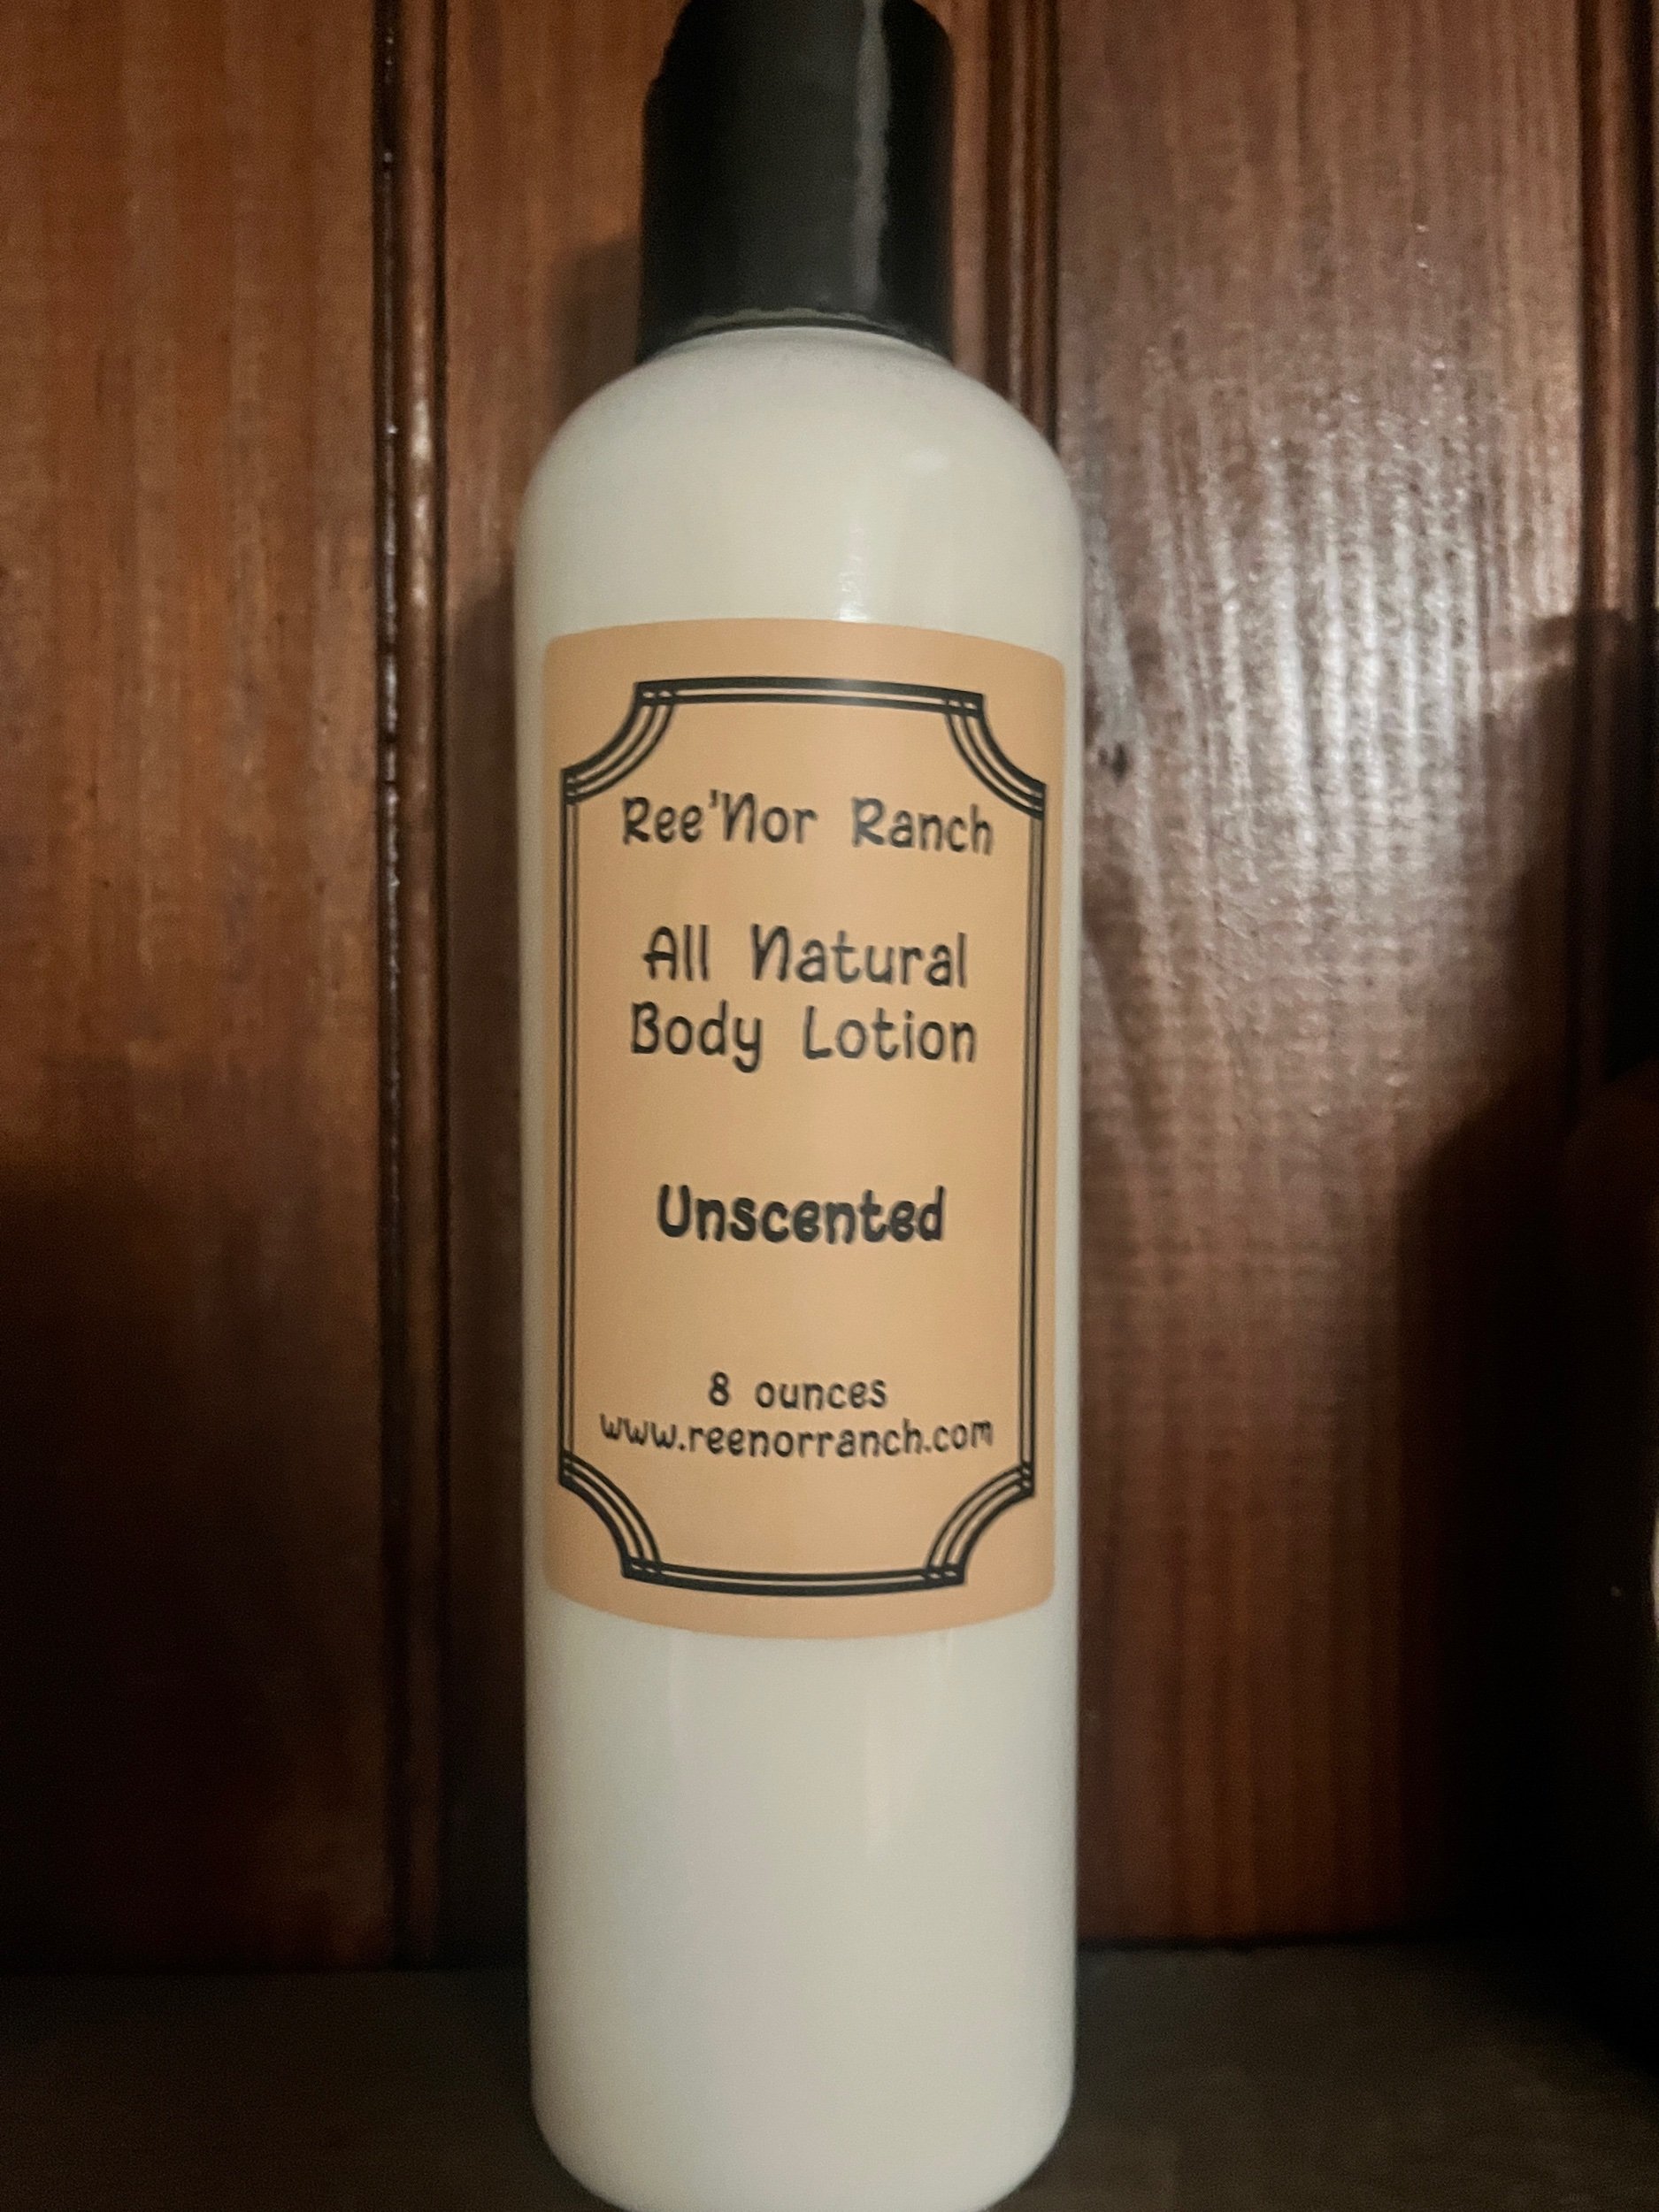 Ree'Nor Ranch
All Natural
Body Lotion
Unscented
8 ounces
www.reenorranch.com